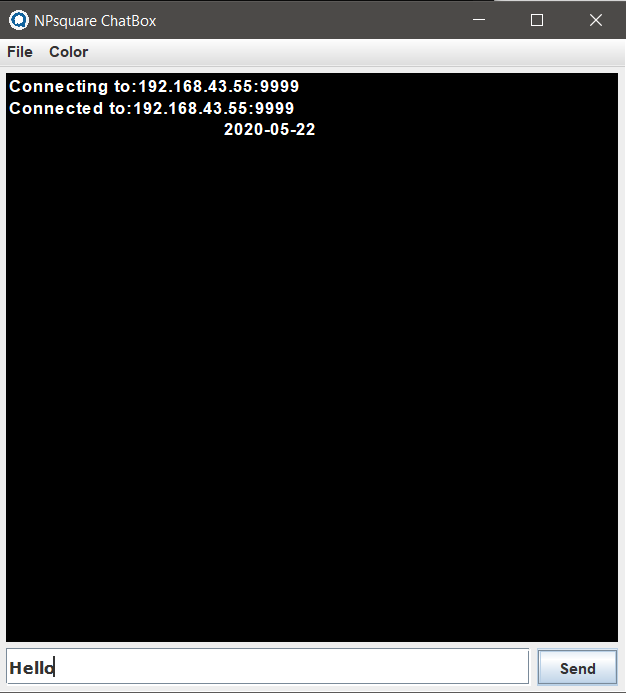 NPsquare ChatBox
File Color
Connecting to:192.168.43.55:9999
Connected to:192.168.43.55:9999
2020-05-22
Hello
Send